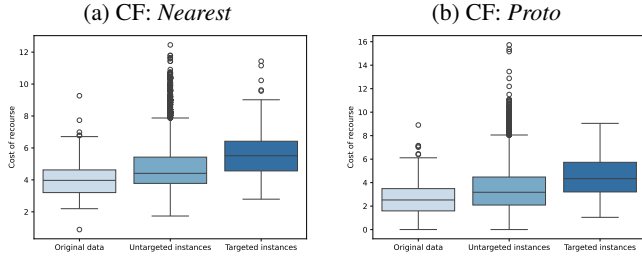 (a) CF: Nearest
12
10
8
6
4
2
Cost of recourse
Original data
Untargeted instances
Targeted instances
(b) CF: Proto
16
14
12
10
8
6
4
2
0
Cost of recourse
Original data
Untargeted instances
Targeted instances